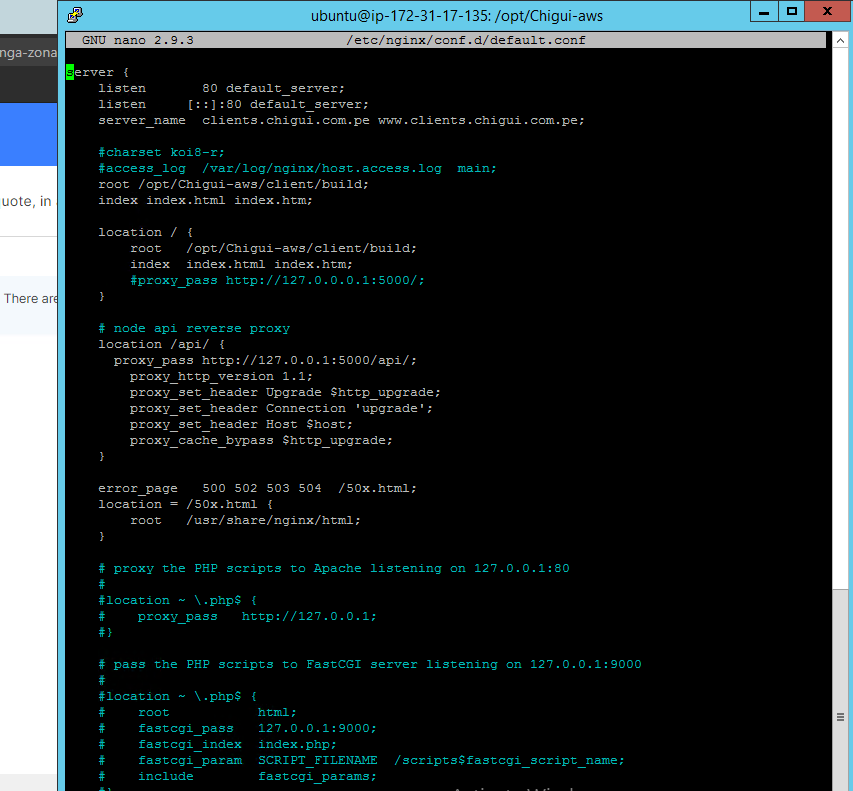 ubuntu@ip-172-31-17-135: /opt/Chigui-aws
GNU nano 2.9.3 /etc/nginx/conf.d/default.conf
nga-zona
uote, in
There are
server {
listen 80 default_server;
listen [::]:80 default_server;
server_name clients.chigui.com.pe www.clients.chigui.com.pe;
#charset koi8-r;
#access_log /var/log/nginx/host.access.log main;
root /opt/Chigui-aws/client/build;
index index.html index.htm;
location / {
root /opt/Chigui-aws/client/build;
index index.html index.htm;
#proxy_pass http://127.0.0.0.1:5000/;
}
# node api reverse proxy
location /api/ {
proxy_pass http://127.0.0.1:5000/api/;
proxy_http_version 1.1;
proxy_set_header Upgrade $http_upgrade;
proxy_set_header Connection 'upgrade';
proxy_set_header Host $host;
proxy_cache_bypass $http_upgrade;
}
error_page 500 502 503 504 /50x.html;
location = /50x.html {
root /usr/share/nginx/html;
}
# proxy the PHP scripts to Apache listening on 127.0.0.1:80
#
#location ~ \.php$ {
# proxy_pass http://127.0.0.1;
#}
# pass the PHP scripts to FastCGI server listening on 127.0.0.1:9000
#
#location ~ \.php$ {
# root html;
# fastcgi_pass 127.0.0.1:9000;
# fastcgi_index index.php;
# fastcgi_param SCRIPT_FILENAME /scripts$fastcgi_script_name;
# include fastcgi_params;
#}